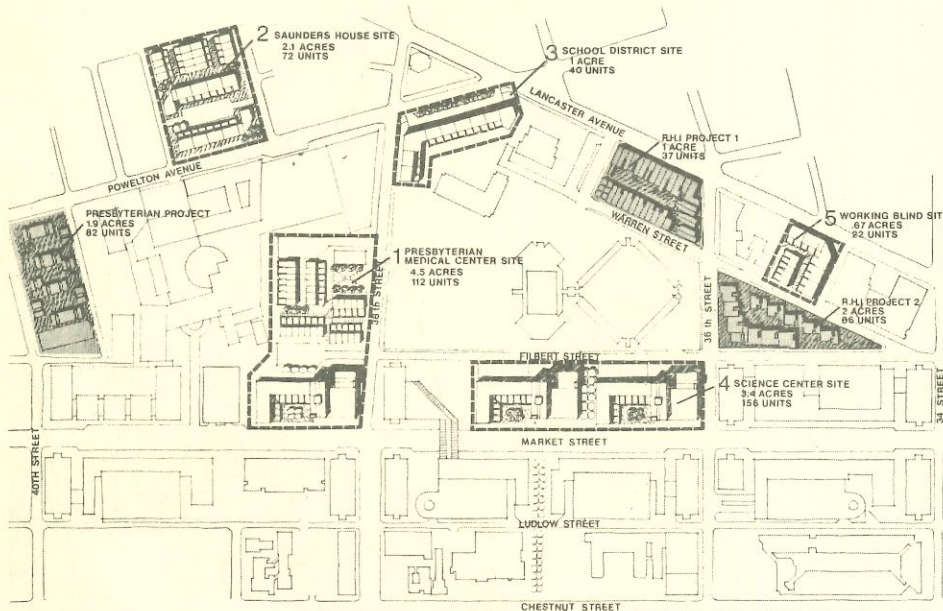 2 SAUNDERS HOUSE SITE
2.1 ACRES
72 UNITS
3 SCHOOL DISTRICT SITE
1 ACRE
40 UNITS
LANCASTER AVENUE
R.H.I PROJECT 1
1 ACRE
37 UNITS
POWELTON AVENUE
PRESBYTERIAN PROJECT
1.9 ACRES
82 UNITS
WARREN STREET
5 WORKING BLIND SITE
.67 ACRES
22 UNITS
1 PRESBYTERIAN
MEDICAL CENTER SITE
4.5 ACRES
112 UNITS
38th STREET
36th STREET
R.H.I PROJECT 2
2 ACRES
66 UNITS
FILBERT STREET
4 SCIENCE CENTER SITE
3.4 ACRES
156 UNITS
MARKET STREET
40TH STREET
34 STREET
LUDLOW STREET
CHESTNUT STREET